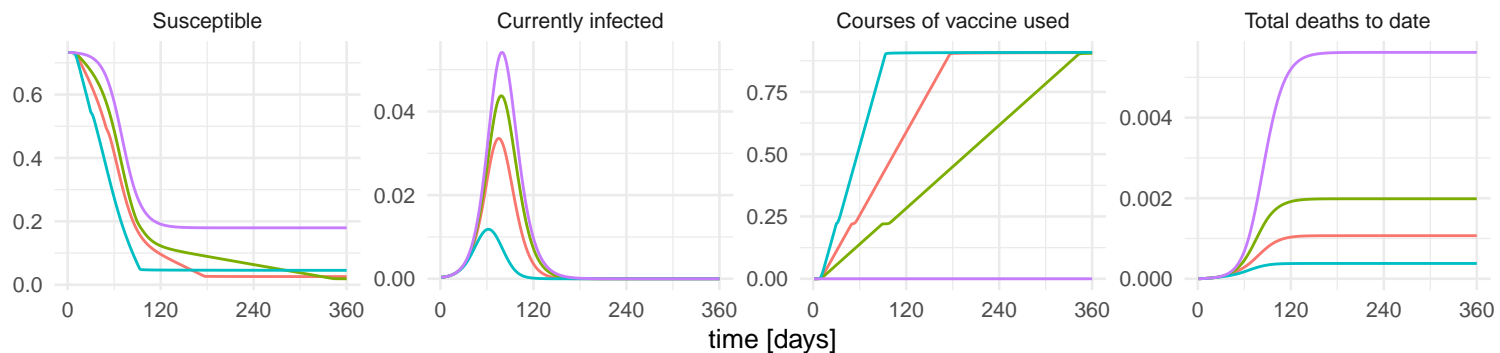 Susceptible
Currently infected
Courses of vaccine used
Total deaths to date
0.6
0.4
0.2
0.0
0 120 240 360
0.04
0.02
0.00
0 120 240 360
0.75
0.50
0.25
0.00
0 120 240 360
0.004
0.002
0.000
0 120 240 360
time [days]